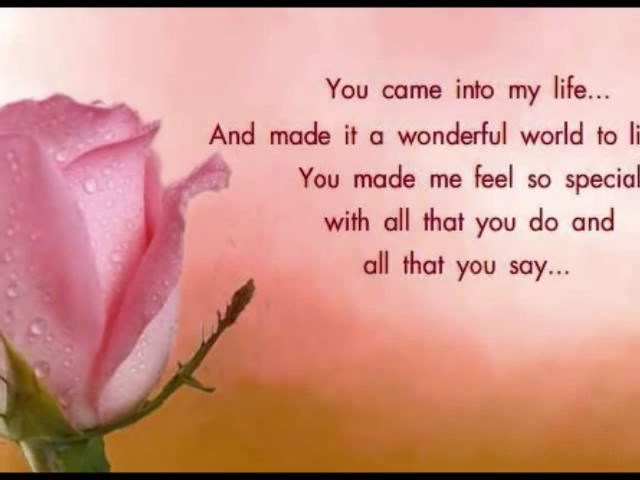 You came into my life...
And made it a wonderful world to li
You made me feel so special
with all that you do and
all that you say...